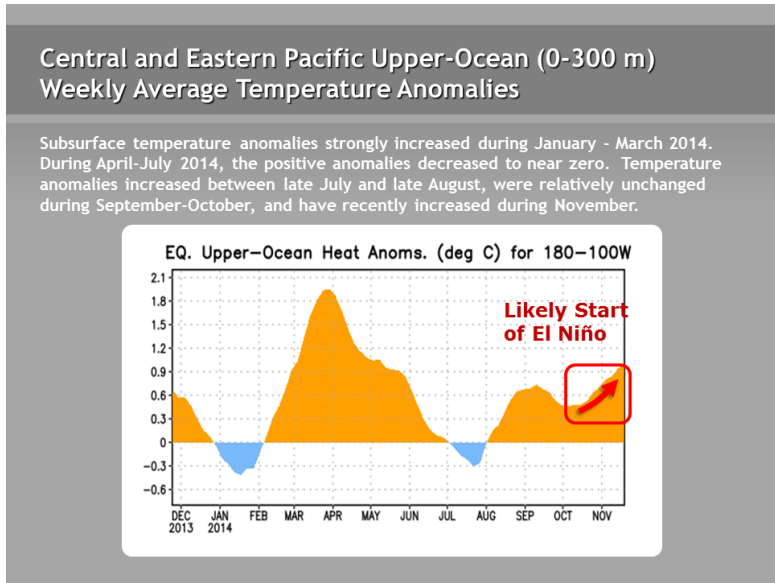 Central and Eastern Pacific Upper-Ocean (0-300 m)
Weekly Average Temperature Anomalies
Subsurface temperature anomalies strongly increased during January - March 2014.
During April-July 2014, the positive anomalies decreased to near zero.  Temperature
anomalies increased between late July and late August, were relatively unchanged
during September-October, and have recently increased during November.
EQ. Upper-Ocean Heat Anoms. (deg C) for 180-100W
2.1
1.8
1.5
1.2
0.9
0.6
0.3
0
-0.3
-0.6
Likely Start
of El Niño
DEC JAN FEB MAR APR MAY JUN JUL AUG SEP OCT NOV
2013 2014